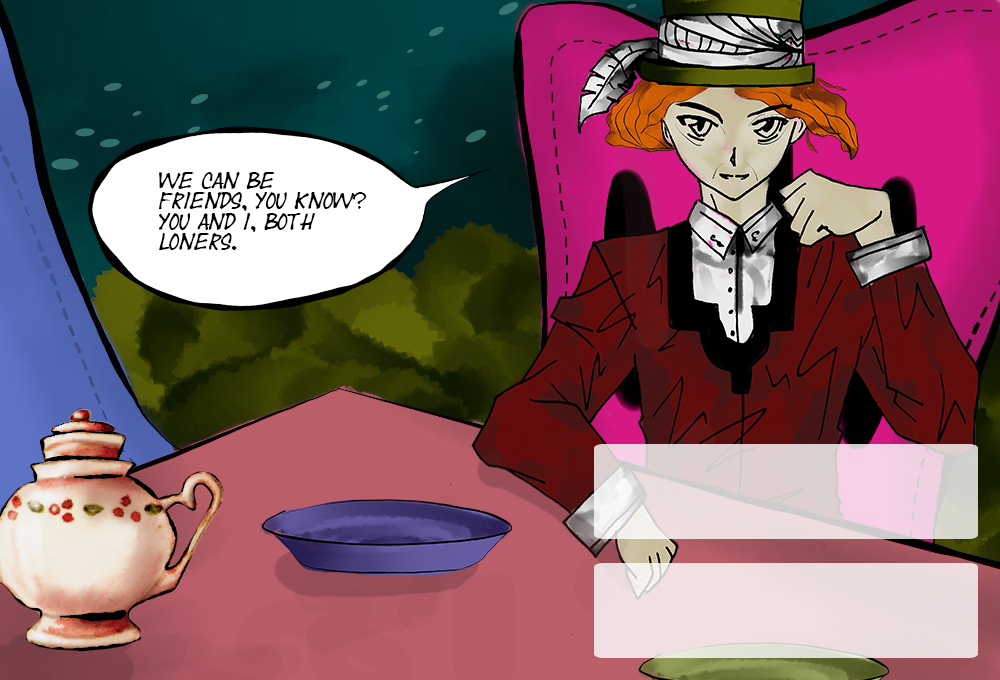 WE CAN BE
FRIENDS, YOU KNOW?
YOU AND I, BOTH
LONERS.